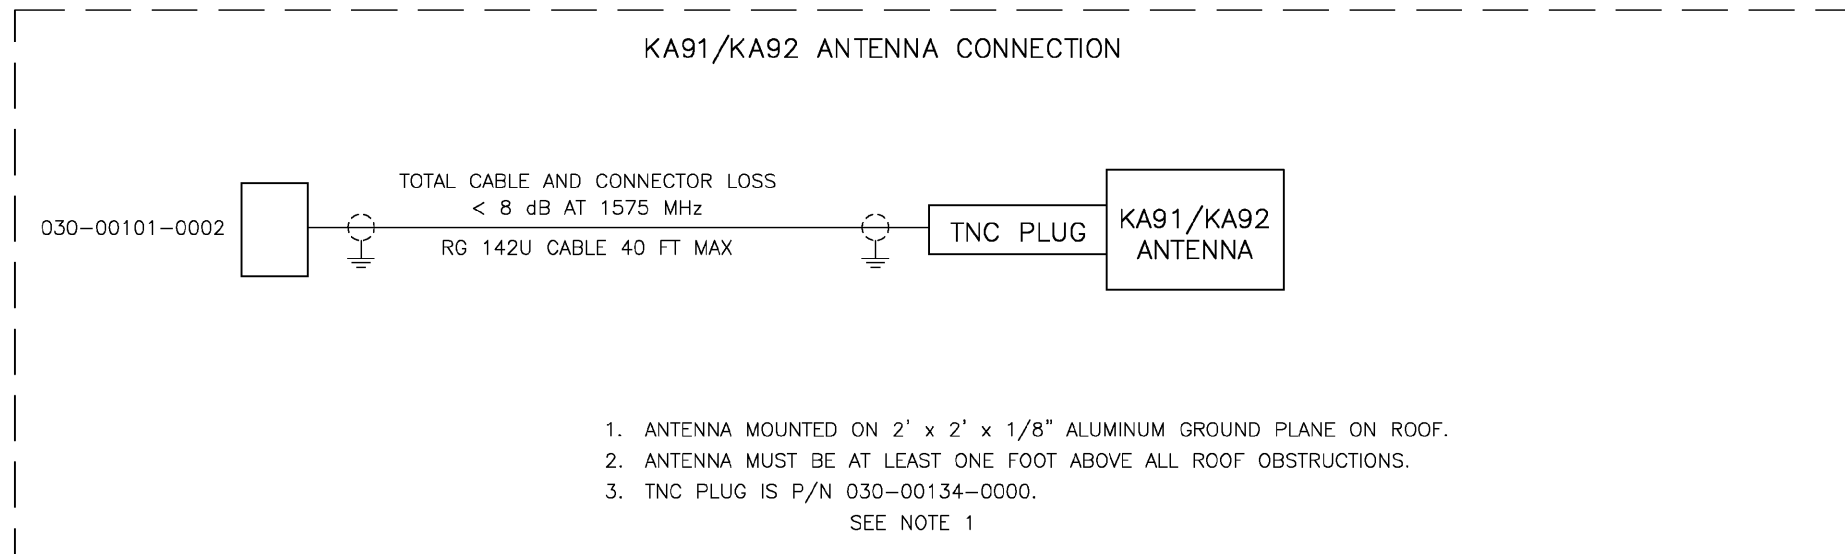 KA91/KA92 ANTENNA CONNECTION
TOTAL CABLE AND CONNECTOR LOSS
< 8 dB AT 1575 MHz
030-00101-0002
RG 142U CABLE 40 FT MAX
TNC PLUG
KA91/KA92
ANTENNA
1. ANTENNA MOUNTED ON 2' x 2' x 1/8" ALUMINUM GROUND PLANE ON ROOF.
2. ANTENNA MUST BE AT LEAST ONE FOOT ABOVE ALL ROOF OBSTRUCTIONS.
3. TNC PLUG IS P/N 030-00134-0000.
SEE NOTE 1